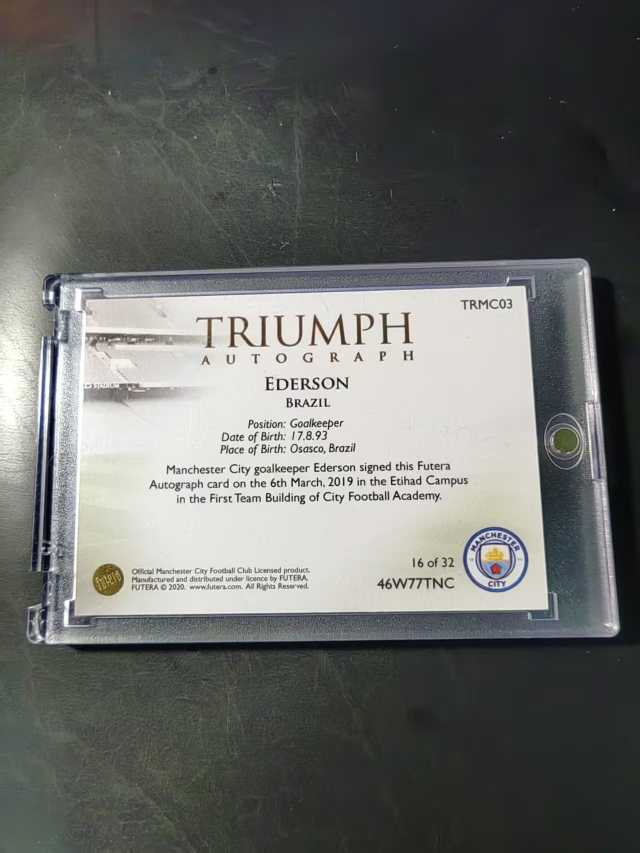 TRMC03
TRIUMPH
AUTOGRAPH
EDERSON
BRAZIL
Position: Goalkeeper
Date of Birth: 17.8.93
Place of Birth: Osasco, Brazil
Manchester City goalkeeper Ederson signed this Futera
Autograph card on the 6th March, 2019 in the Etihad Campus
in the First Team Building of City Football Academy.
Official Manchester City Football Club Licensed product.
Manufactured and distributed under licence by FUTERA.
FUTERA © 2020. www.futera.com. All Rights Reserved.
FUTERA
16 of 32
46W77TNC
MANCHESTER
CITY